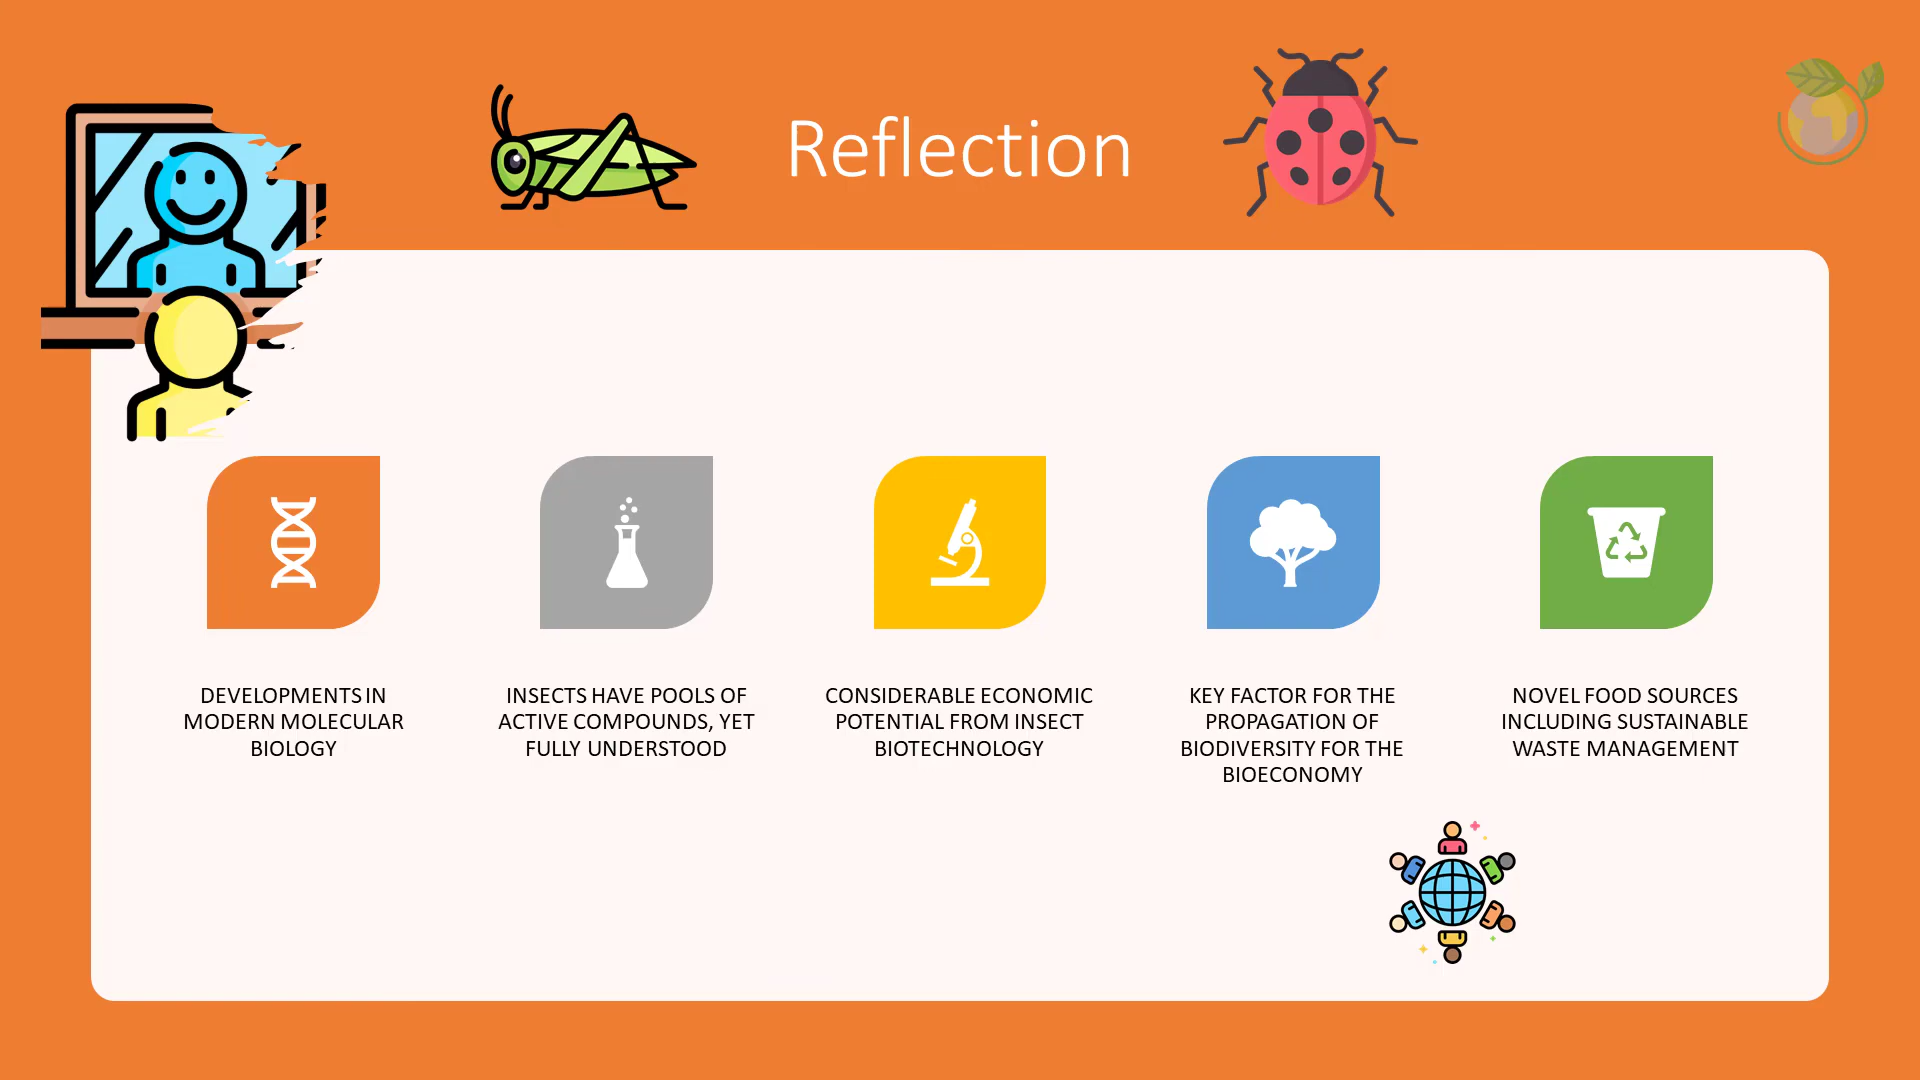 Reflection
DEVELOPMENTS IN
MODERN MOLECULAR
BIOLOGY
INSECTS HAVE POOLS OF
ACTIVE COMPOUNDS, YET
FULLY UNDERSTOOD
CONSIDERABLE ECONOMIC
POTENTIAL FROM INSECT
BIOTECHNOLOGY
KEY FACTOR FOR THE
PROPAGATION OF
BIODIVERSITY FOR THE
BIOECONOMY
NOVEL FOOD SOURCES
INCLUDING SUSTAINABLE
WASTE MANAGEMENT